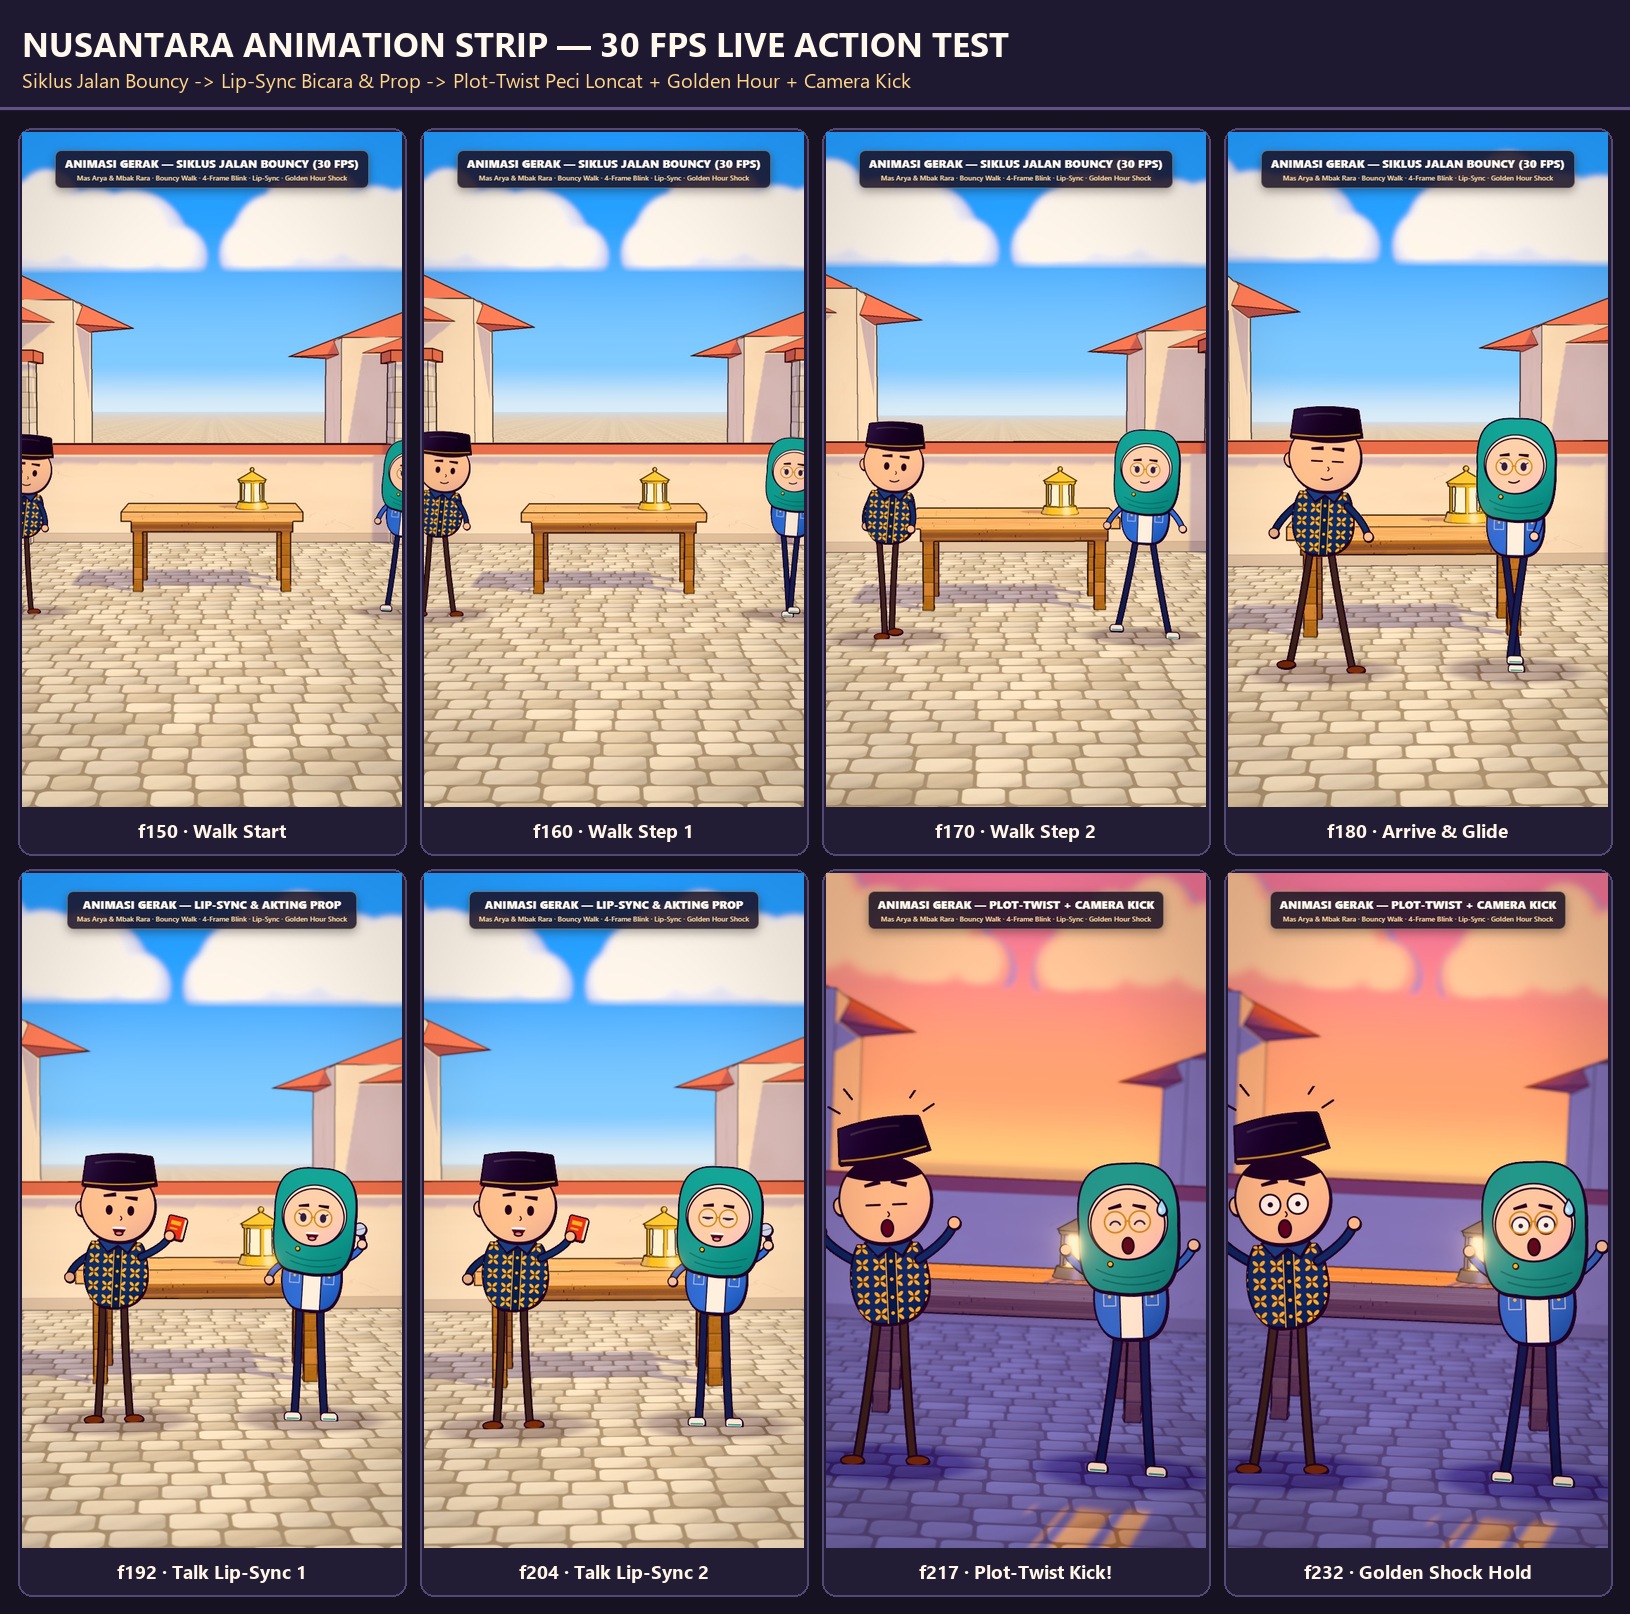 NUSANTARA ANIMATION STRIP — 30 FPS LIVE ACTION TEST
Siklus Jalan Bouncy -> Lip-Sync Bicara & Prop -> Plot-Twist Peci Loncat + Golden Hour + Camera Kick
ANIMASI GERAK — SIKLUS JALAN BOUNCY (30 FPS)
Mas Arya & Mbak Rara · Bouncy Walk · 4-Frame Blink · Lip-Sync · Golden Hour Shock
f150 · Walk Start
ANIMASI GERAK — SIKLUS JALAN BOUNCY (30 FPS)
Mas Arya & Mbak Rara · Bouncy Walk · 4-Frame Blink · Lip-Sync · Golden Hour Shock
f160 · Walk Step 1
ANIMASI GERAK — SIKLUS JALAN BOUNCY (30 FPS)
Mas Arya & Mbak Rara · Bouncy Walk · 4-Frame Blink · Lip-Sync · Golden Hour Shock
f170 · Walk Step 2
ANIMASI GERAK — SIKLUS JALAN BOUNCY (30 FPS)
Mas Arya & Mbak Rara · Bouncy Walk · 4-Frame Blink · Lip-Sync · Golden Hour Shock
f180 · Arrive & Glide
ANIMASI GERAK — LIP-SYNC & AKTING PROP
Mas Arya & Mbak Rara · Bouncy Walk · 4-Frame Blink · Lip-Sync · Golden Hour Shock
f192 · Talk Lip-Sync 1
ANIMASI GERAK — LIP-SYNC & AKTING PROP
Mas Arya & Mbak Rara · Bouncy Walk · 4-Frame Blink · Lip-Sync · Golden Hour Shock
f204 · Talk Lip-Sync 2
ANIMASI GERAK — PLOT-TWIST + CAMERA KICK
Mas Arya & Mbak Rara · Bouncy Walk · 4-Frame Blink · Lip-Sync · Golden Hour Shock
f217 · Plot-Twist Kick!
ANIMASI GERAK — PLOT-TWIST + CAMERA KICK
Mas Arya & Mbak Rara · Bouncy Walk · 4-Frame Blink · Lip-Sync · Golden Hour Shock
f232 · Golden Shock Hold